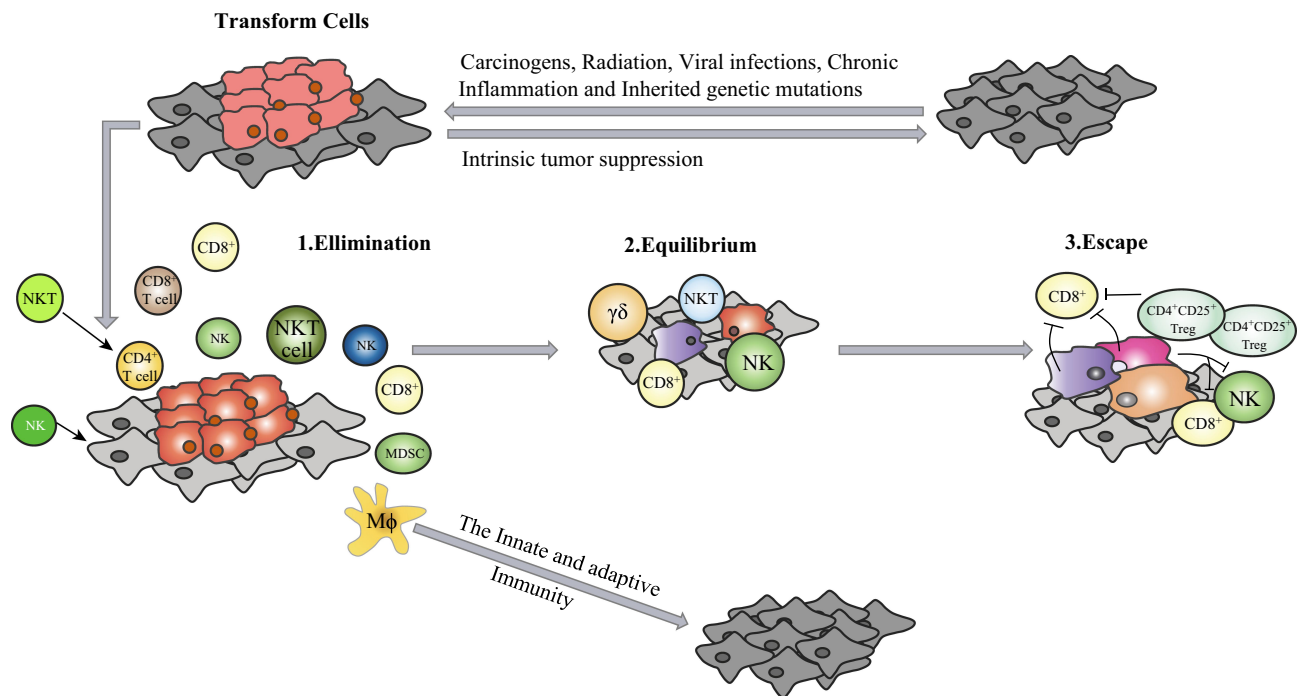 Transform Cells
Carcinogens, Radiation, Viral infections, Chronic
Inflammation and Inherited genetic mutations
Intrinsic tumor suppression
1.Ellimination
2.Equilibrium
3.Escape
CD8⁺
CD8⁺
T cell
NKT
NK
NKT
cell
NK
CD4⁺
T cell
CD8⁺
NK
MDSC
Mϕ
γδ
NKT
CD8⁺
NK
CD8⁺
CD4⁺CD25⁺
Treg
CD4⁺CD25⁺
Treg
NK
CD8⁺
The Innate and adaptive
Immunity